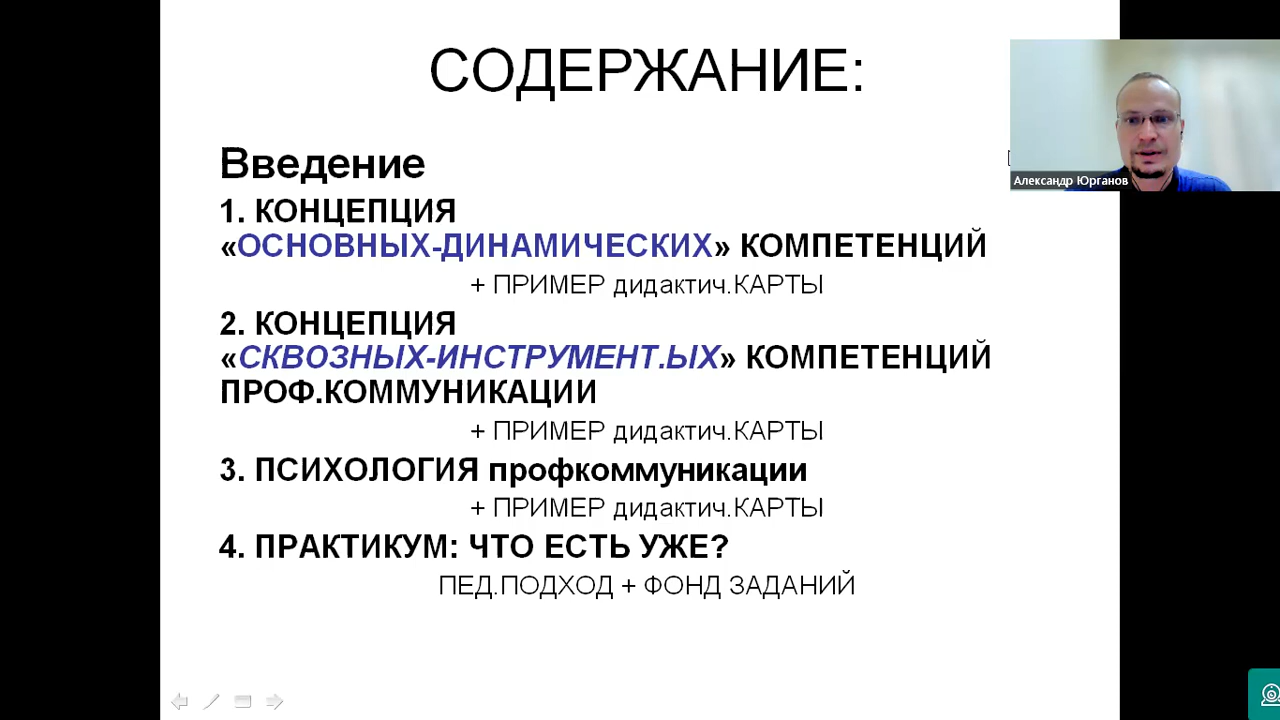 СОДЕРЖАНИЕ:
Введение
1. КОНЦЕПЦИЯ
«ОСНОВНЫХ-ДИНАМИЧЕСКИХ» КОМПЕТЕНЦИЙ
+ ПРИМЕР дидактич.КАРТЫ
2. КОНЦЕПЦИЯ
«СКВОЗНЫХ-ИНСТРУМЕНТ.ЫХ» КОМПЕТЕНЦИЙ
ПРОФ.КОММУНИКАЦИИ
+ ПРИМЕР дидактич.КАРТЫ
3. ПСИХОЛОГИЯ профкоммуникации
+ ПРИМЕР дидактич.КАРТЫ
4. ПРАКТИКУМ: ЧТО ЕСТЬ УЖЕ?
ПЕД.ПОДХОД + ФОНД ЗАДАНИЙ
Александр Юрганов